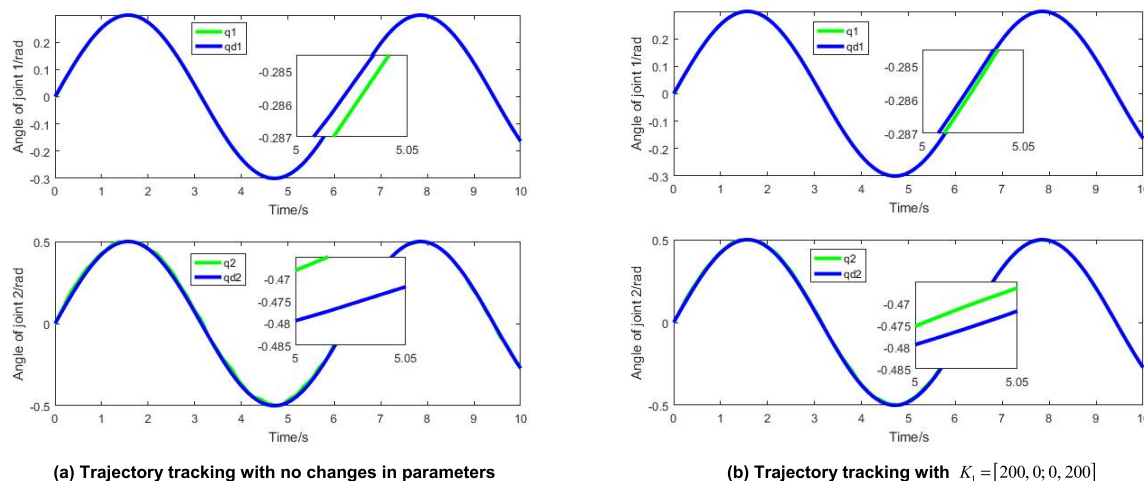 Angle of joint 1/rad
0.2
0.1
0
-0.1
-0.2
-0.3
0 1 2 3 4 5 6 7 8 9 10
Time/s
q1
qd1
-0.285
-0.286
-0.287
5 5.05
Angle of joint 2/rad
0.5
0
-0.5
0 1 2 3 4 5 6 7 8 9 10
Time/s
q2
qd2
-0.47
-0.475
-0.48
-0.485
5 5.05
(a) Trajectory tracking with no changes in parameters
Angle of joint 1/rad
0.2
0.1
0
-0.1
-0.2
-0.3
0 1 2 3 4 5 6 7 8 9 10
Time/s
q1
qd1
-0.285
-0.286
-0.287
5 5.05
Angle of joint 2/rad
0.5
0
-0.5
0 1 2 3 4 5 6 7 8 9 10
Time/s
q2
qd2
-0.47
-0.475
-0.48
-0.485
5 5.05
(b) Trajectory tracking with K₁ = [200, 0; 0, 200]